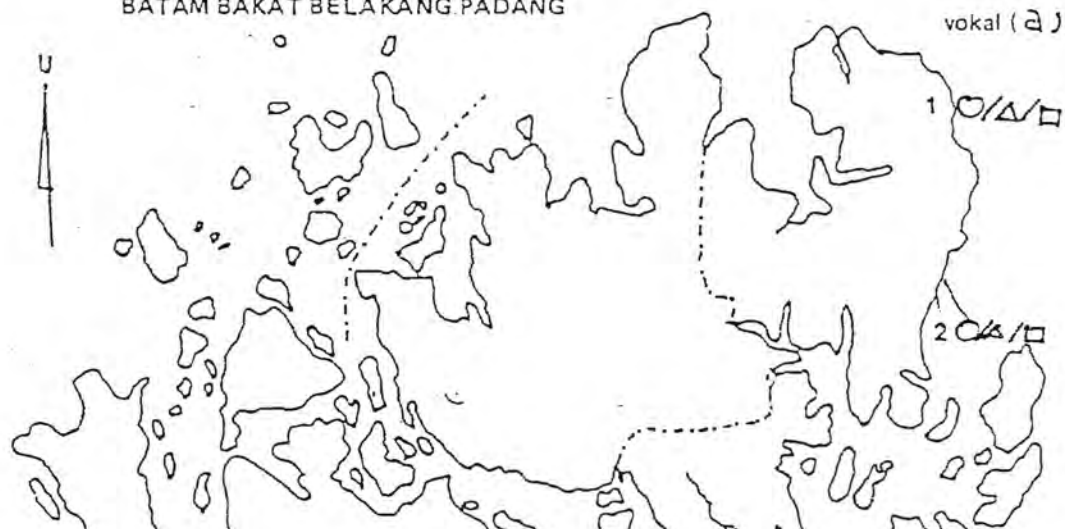 BATAM BAKAT BELAKANG PADANG
vokal (a)
U
1 ○/△/□
2 ○/△/□